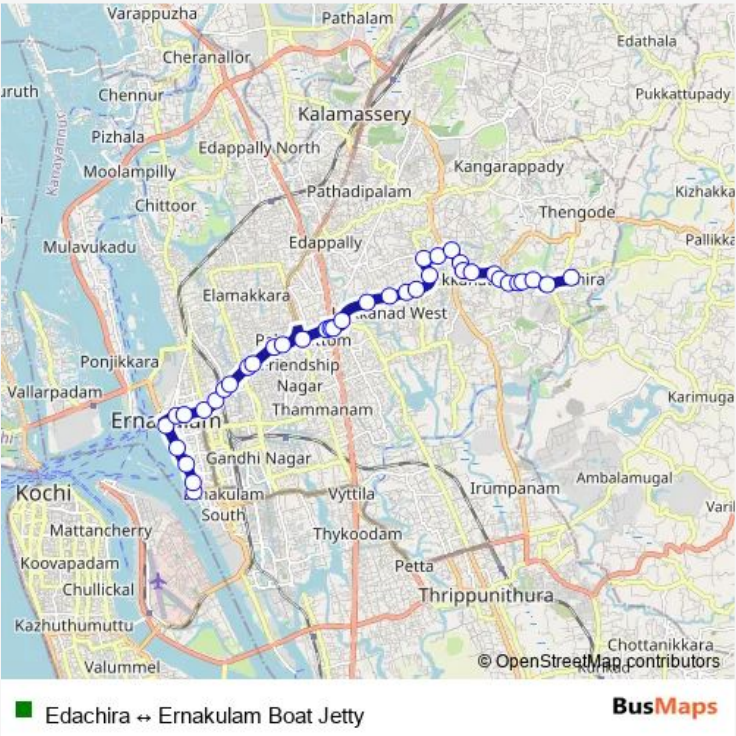 Varappuzha
Pathalam
Edathala
Cheranallor
Chennur
Pukkattupady
uruth
Kalamassery
Pizhala
Edappally North
Kanayannur
Moolampilly
Kangarappady
Pathadipalam
Kizhakka
Chittoor
Thengode
Mulavukadu
Edappally
Pallikka
Elamakkara
kkanad West
Ponjikkara
Friendship
Nagar
Vallarpadam
Thammanam
Karimuga
Gandhi Nagar
Ambalamugal
Kochi
Vyttila
Irumpanam
South
Varil
Mattancherry
Thykoodam
Koovapadam
Petta
Chullickal
Thrippunithura
Kazhuthumuttu
Chottanikkara
Valummel
© OpenStreetMap contributors
Edachira ↔ Ernakulam Boat Jetty
BusMaps